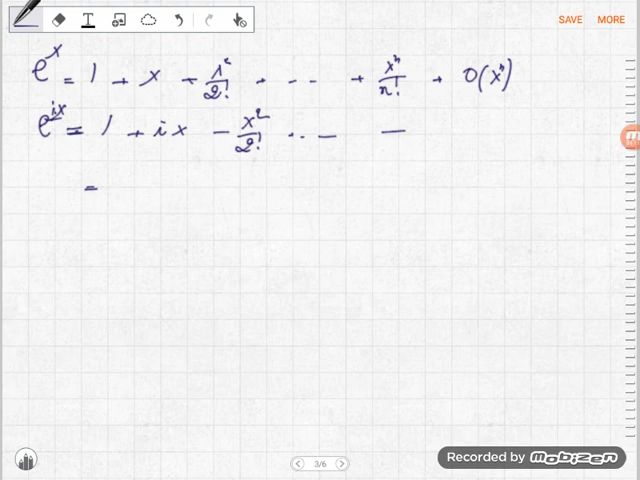 SAVE MORE
e^x = 1 + x + x^2/2! + ... + x^n/n! + o(x^n)
e^ix = 1 + ix - x^2/2! ... — —
=
3/6
Recorded by mobizen